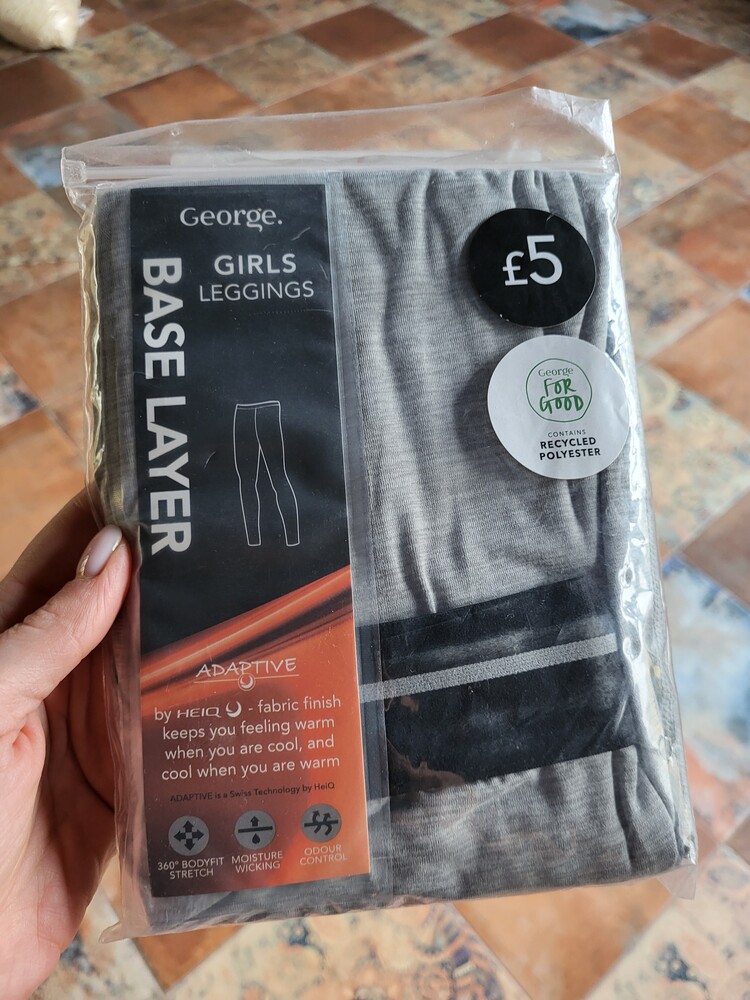 George.
GIRLS
LEGGINGS
BASE LAYER
ADAPTIVE
by HEIQ - fabric finish
keeps you feeling warm
when you are cool, and
cool when you are warm
ADAPTIVE is a Swiss Technology by HeiQ
360° BODYFIT
STRETCH
MOISTURE
WICKING
ODOUR
CONTROL
£5
George
FOR
GOOD
CONTAINS
RECYCLED
POLYESTER